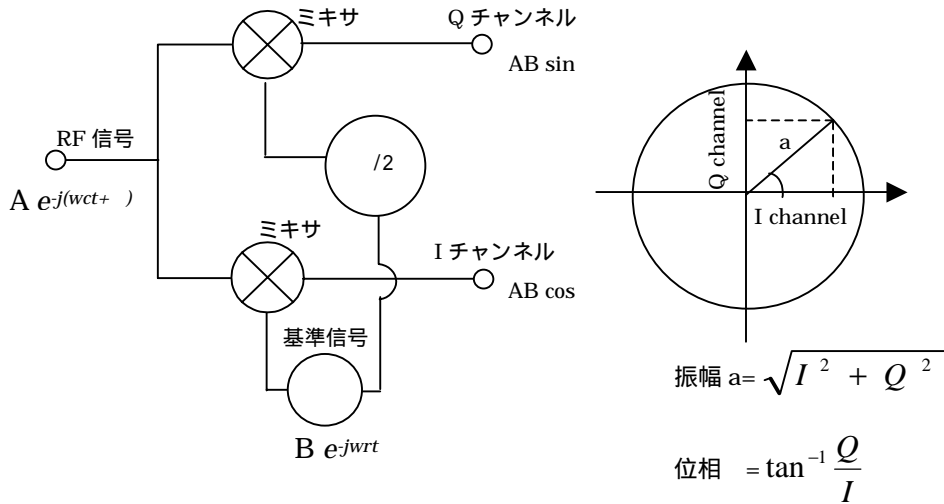 ミキサ
Q チャンネル
AB sin
RF 信号
A e-j(wct+ )
/2
ミキサ
I チャンネル
AB cos
基準信号
B e-jwrt
Q channel
a
I channel
振幅 a= √I 2 + Q 2
位相 = tan −1 Q/I